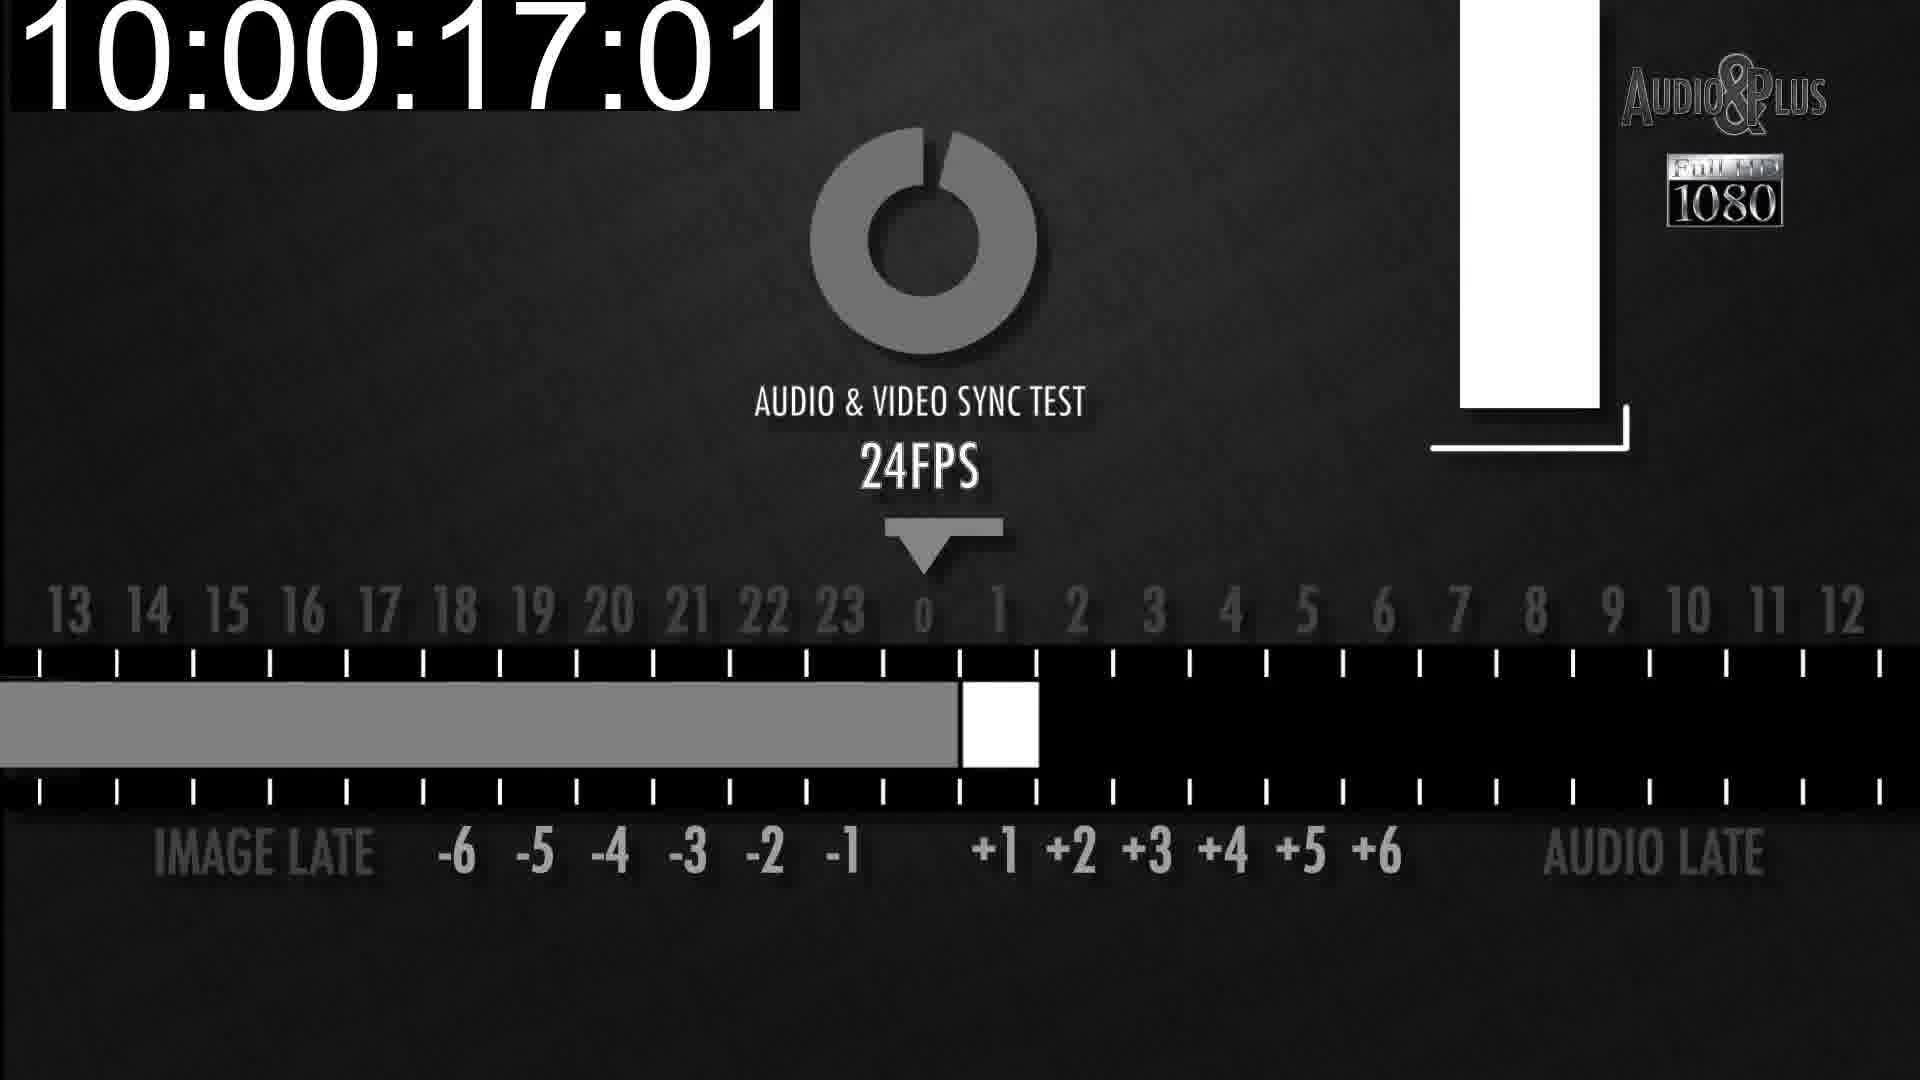 10:00:17:01
AUDIO & PLUS
Full HD
1080
AUDIO & VIDEO SYNC TEST
24FPS
13 14 15 16 17 18 19 20 21 22 23 0 1 2 3 4 5 6 7 8 9 10 11 12
IMAGE LATE -6 -5 -4 -3 -2 -1 +1 +2 +3 +4 +5 +6 AUDIO LATE